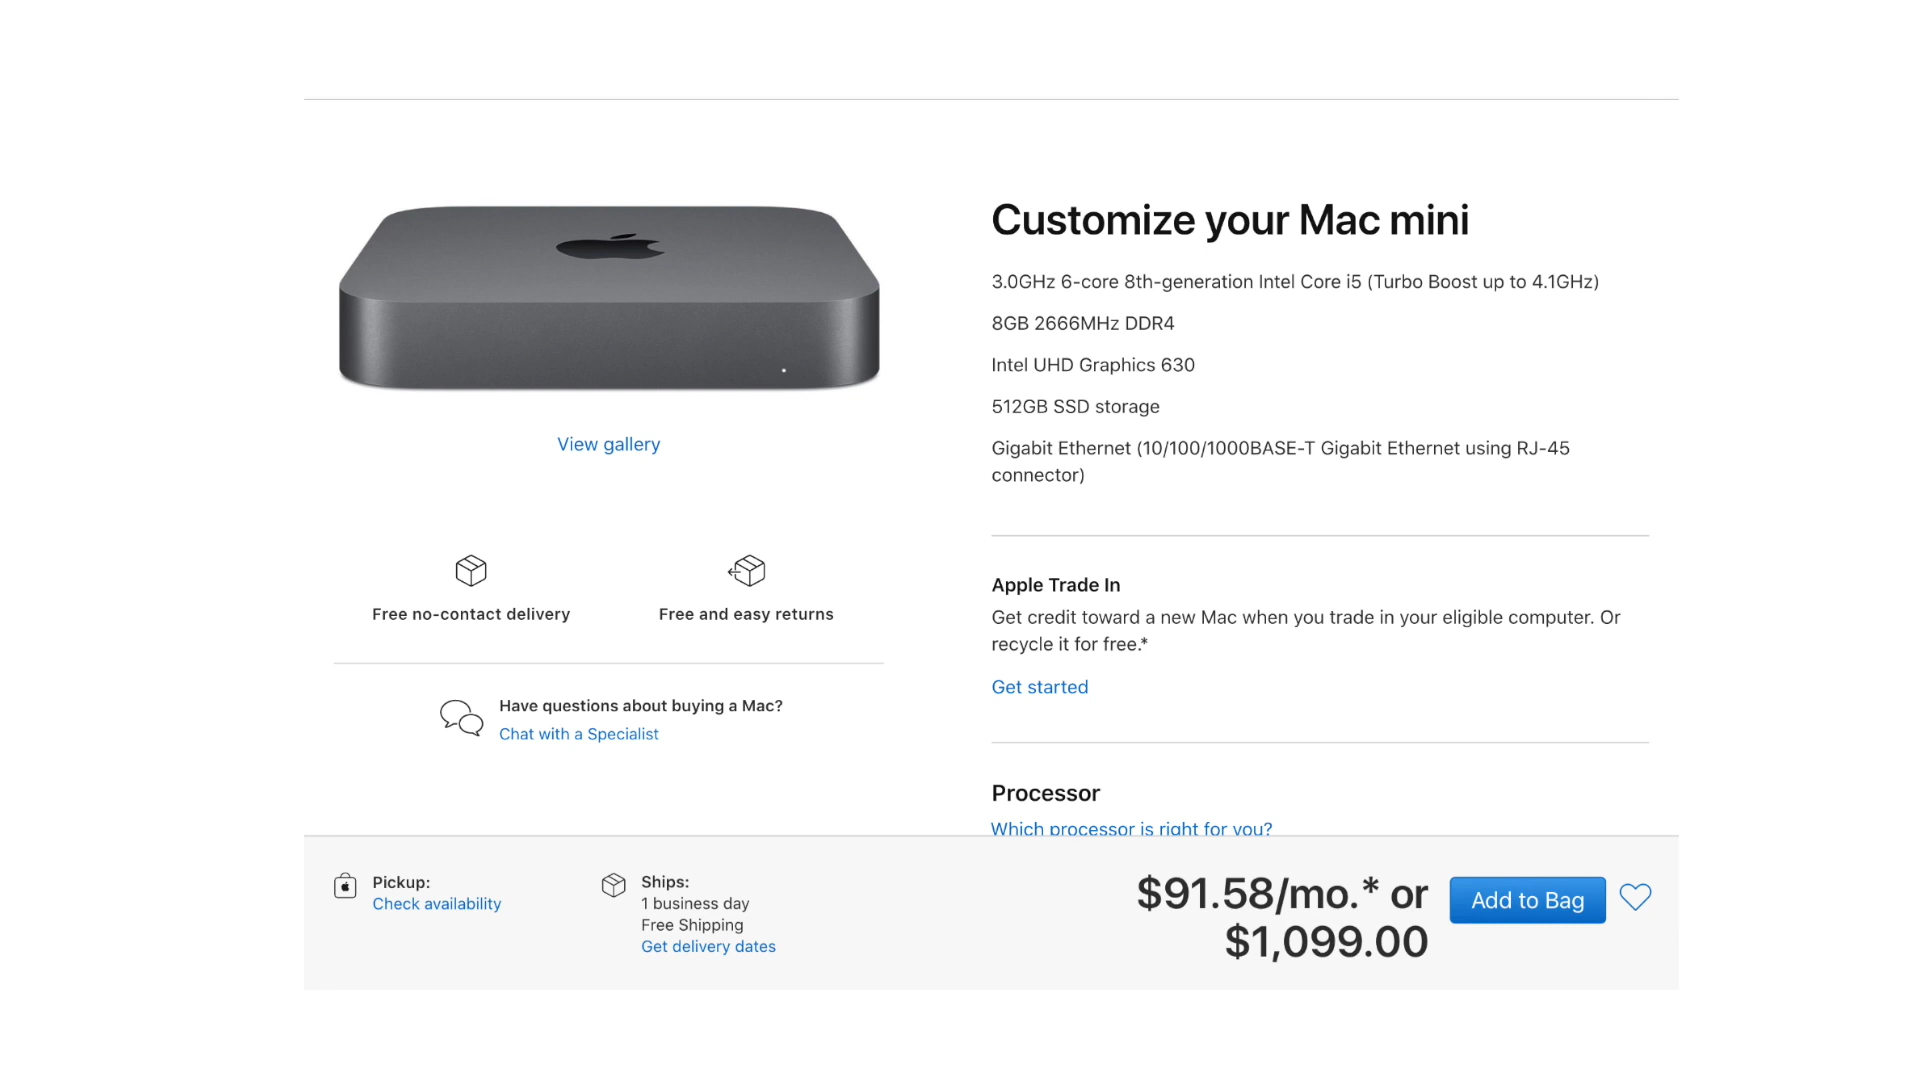 Customize your Mac mini
3.0GHz 6-core 8th-generation Intel Core i5 (Turbo Boost up to 4.1GHz)
8GB 2666MHz DDR4
Intel UHD Graphics 630
512GB SSD storage
Gigabit Ethernet (10/100/1000BASE-T Gigabit Ethernet using RJ-45
connector)
View gallery
Free no-contact delivery
Free and easy returns
Have questions about buying a Mac?
Chat with a Specialist
Apple Trade In
Get credit toward a new Mac when you trade in your eligible computer. Or
recycle it for free.*
Get started
Processor
Which processor is right for you?
Pickup:
Check availability
Ships:
1 business day
Free Shipping
Get delivery dates
$91.58/mo.* or
$1,099.00
Add to Bag